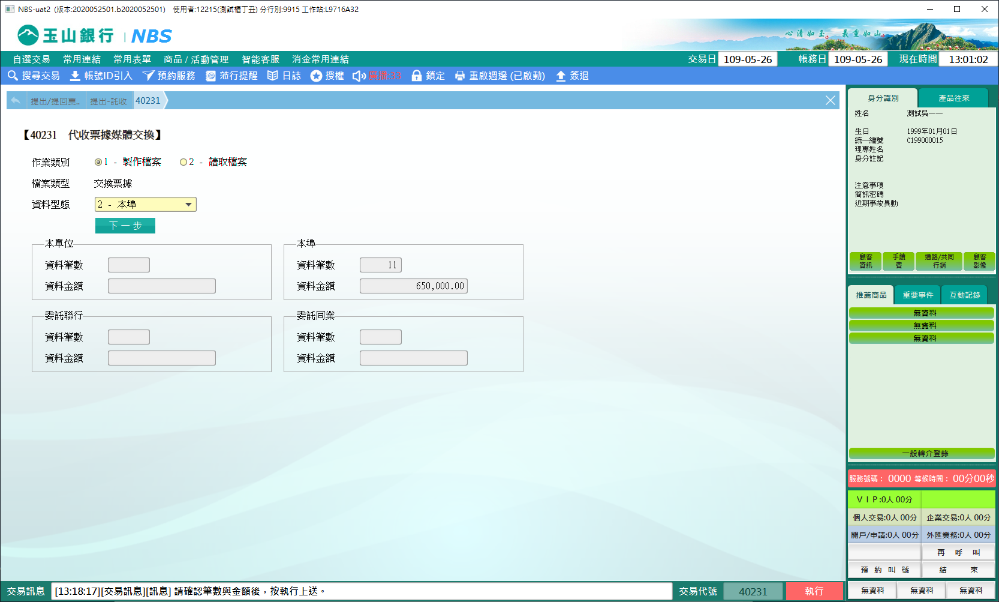 NBS-uat2 (版本:2020052501.b2020052501) 使用者:12215(測試櫃丁丑) 分行別:9915 工作站:L9716A32
玉山銀行 | NBS
心清如玉。義重如山。
自選交易 常用連結 常用表單 商品 / 活動管理 智能客服 消金常用連結 交易日 109-05-26 帳務日 109-05-26 現在時間 13:01:02
搜尋交易 帳號ID引入 預約服務 蒞行提醒 日誌 授權 廣播:33 鎖定 重啟週邊 (已啟動) 簽退
提出/提回票.. 提出-託收 40231
【40231 代收票據媒體交換】
作業類別 1 - 製作檔案 2 - 讀取檔案
檔案類型 交換票據
資料型態 2 - 本埠
下一步
本單位
資料筆數
資料金額
本埠
資料筆數 11
資料金額 650,000.00
委託聯行
資料筆數
資料金額
委託同業
資料筆數
資料金額
身分識別 產品往來
姓名 測試吳一一
生日 1999年01月01日
統一編號 C199000015
理專姓名
身分註記
注意事項
簡訊密碼
近期事故異動
顧客資訊 手續費 通路/共同行銷 顧客影像
推薦商品 重要事件 互動記錄
無資料
無資料
無資料
一般轉介登錄
服務號碼: 0000 等候時間: 00分00秒
VIP:0人 00分
個人交易:0人 00分 企業交易:0人 00分
開戶/申請:0人 00分 外匯業務:0人 00分
再呼叫
預約叫號 結束
無資料 無資料 無資料
交易訊息 [13:18:17][交易訊息][訊息] 請確認筆數與金額後，按執行上送。 交易代號 40231 執行